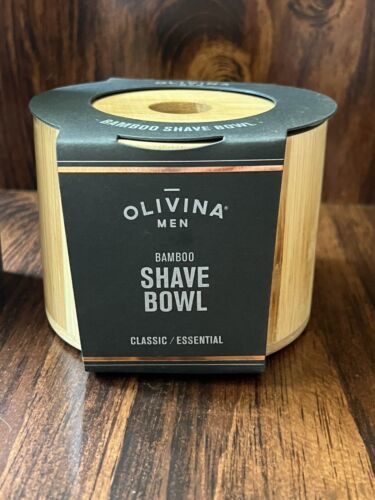 BAMBOO SHAVE BOWL
OLIVINA®
MEN
BAMBOO
SHAVE
BOWL
CLASSIC / ESSENTIAL